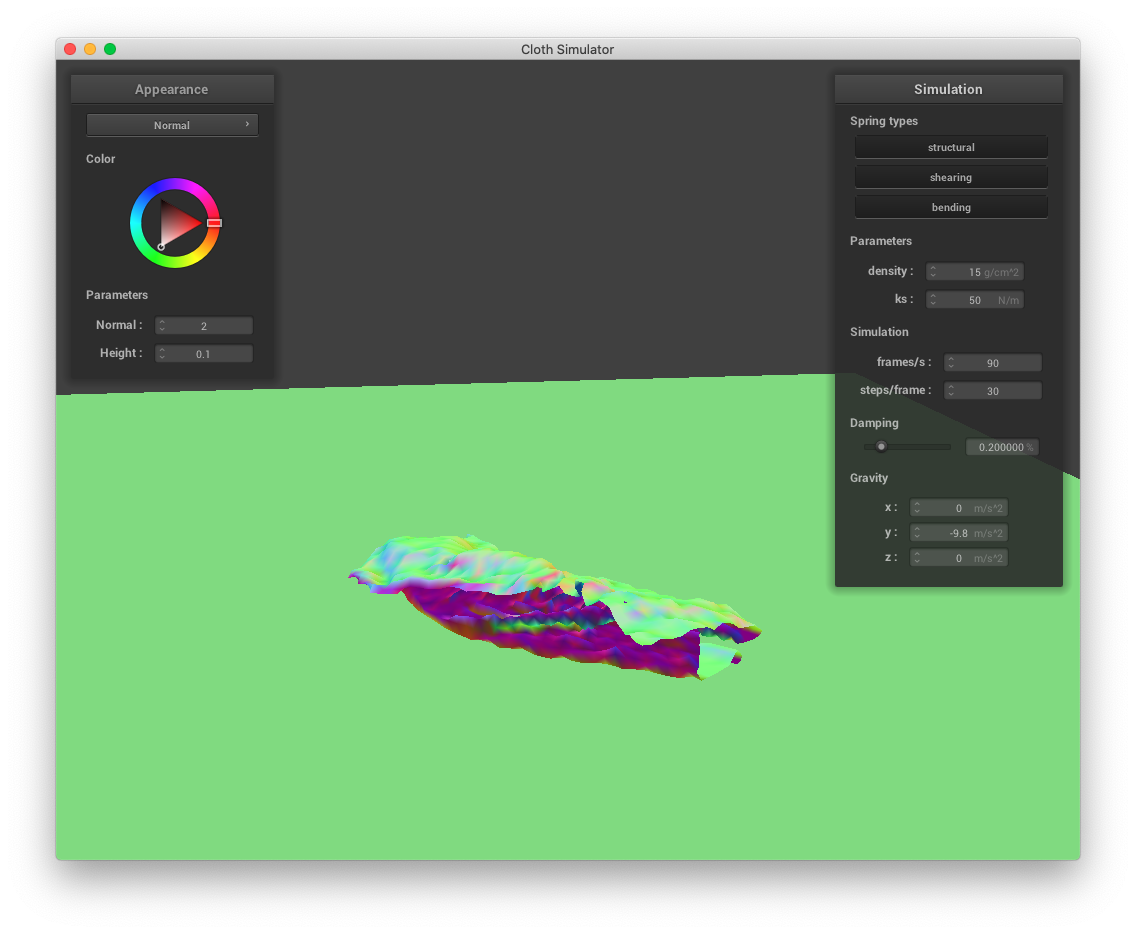 Cloth Simulator
Appearance
Normal
Color
Parameters
Normal : 2
Height : 0.1
Simulation
Spring types
structural
shearing
bending
Parameters
density : 15 g/cm^2
ks : 50 N/m
Simulation
frames/s : 90
steps/frame : 30
Damping
0.200000 %
Gravity
x : 0 m/s^2
y : -9.8 m/s^2
z : 0 m/s^2